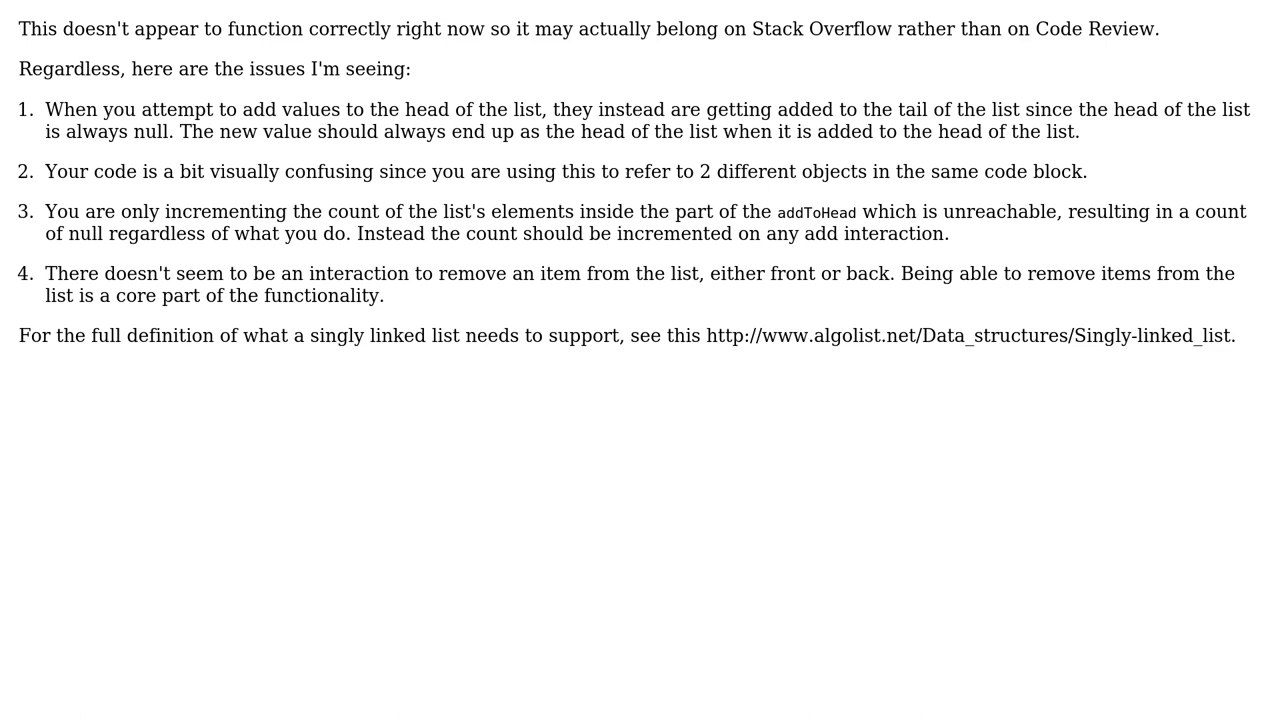 This doesn't appear to function correctly right now so it may actually belong on Stack Overflow rather than on Code Review.
Regardless, here are the issues I'm seeing:
1. When you attempt to add values to the head of the list, they instead are getting added to the tail of the list since the head of the list
is always null. The new value should always end up as the head of the list when it is added to the head of the list.
2. Your code is a bit visually confusing since you are using this to refer to 2 different objects in the same code block.
3. You are only incrementing the count of the list's elements inside the part of the addToHead which is unreachable, resulting in a count
of null regardless of what you do. Instead the count should be incremented on any add interaction.
4. There doesn't seem to be an interaction to remove an item from the list, either front or back. Being able to remove items from the
list is a core part of the functionality.
For the full definition of what a singly linked list needs to support, see this http://www.algolist.net/Data_structures/Singly-linked_list.